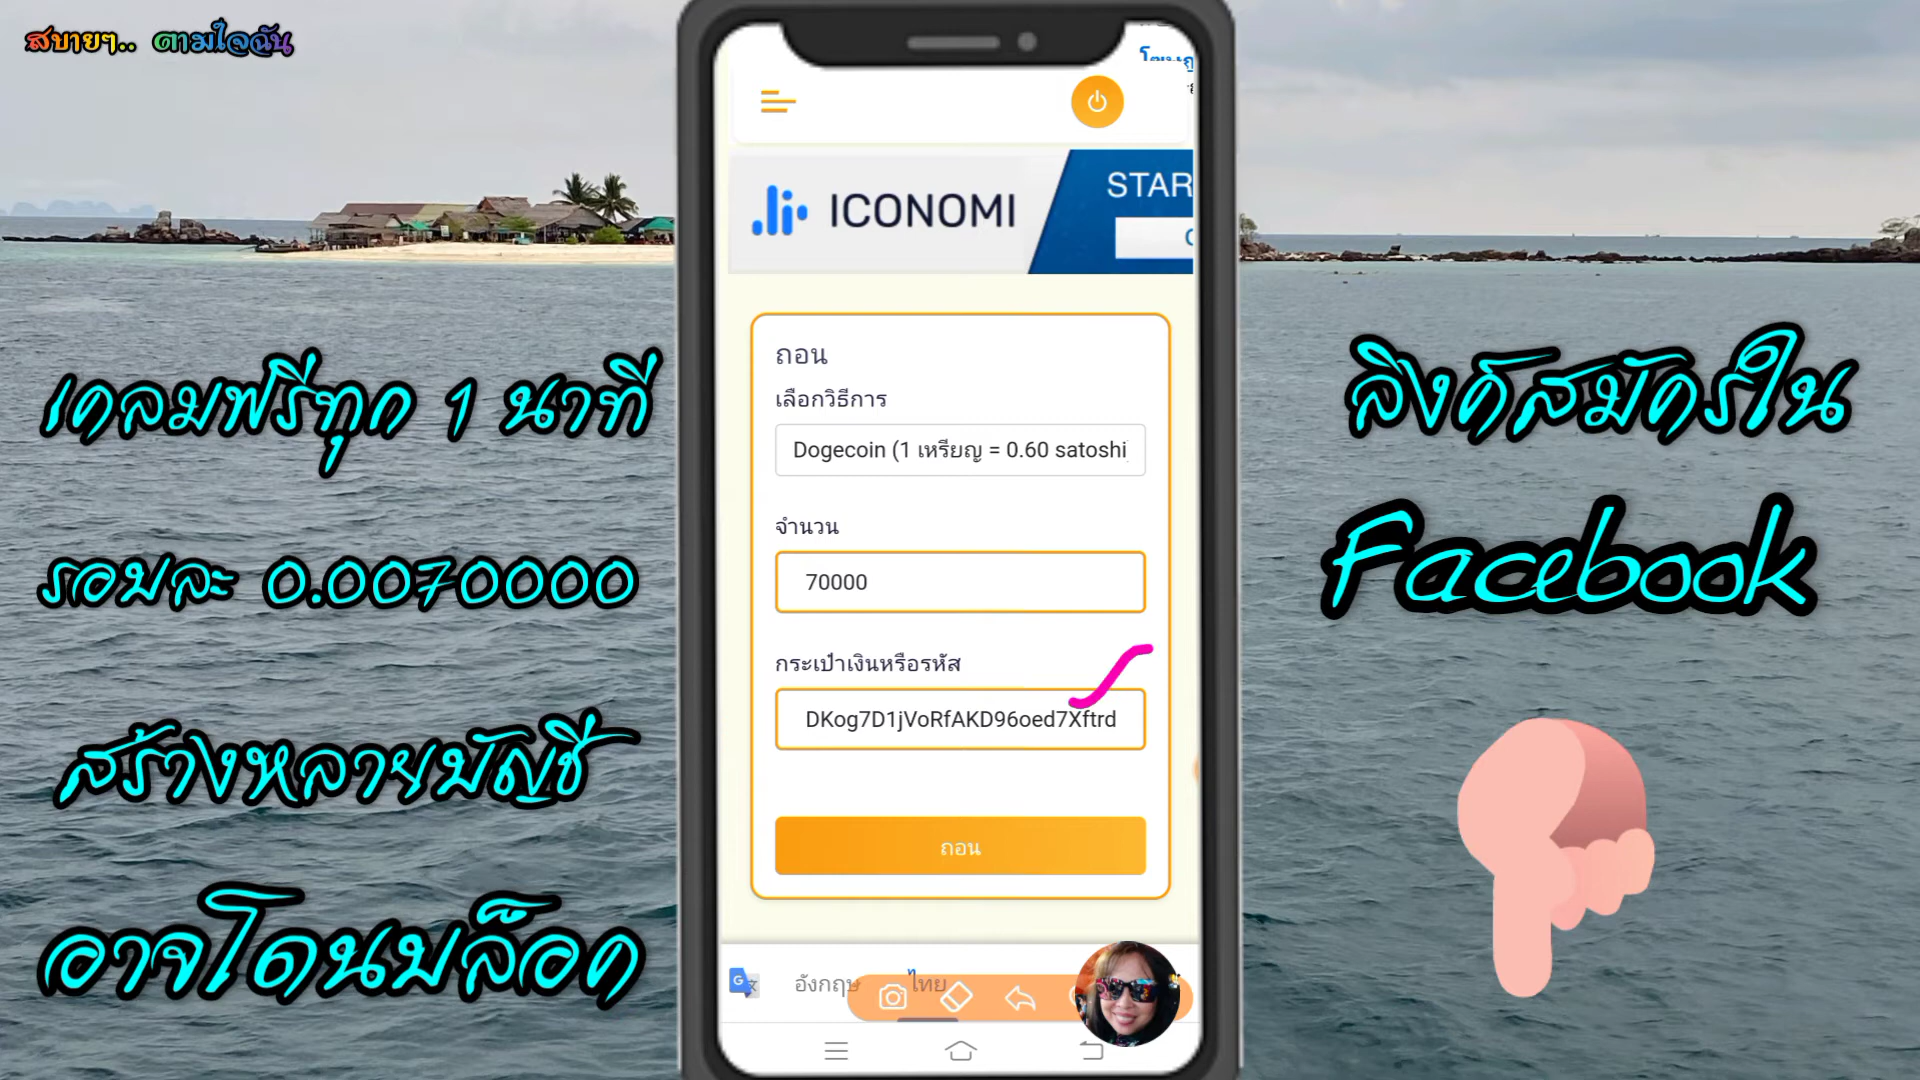 สบายๆ.. ตามใจฉัน
เคลมฟรีทุก 1 นาที
รอบละ 0.0070000
สร้างหลายบัญชี
อาจโดนบล็อค
ICONOMI
STAR
ถอน
เลือกวิธีการ
Dogecoin (1 เหรียญ = 0.60 satoshi
จำนวน
70000
กระเป๋าเงินหรือรหัส
DKog7D1jVoRfAKD96oed7Xftrd
ถอน
อังกฤษ ไทย
ลิงค์สมัครใน
Facebook